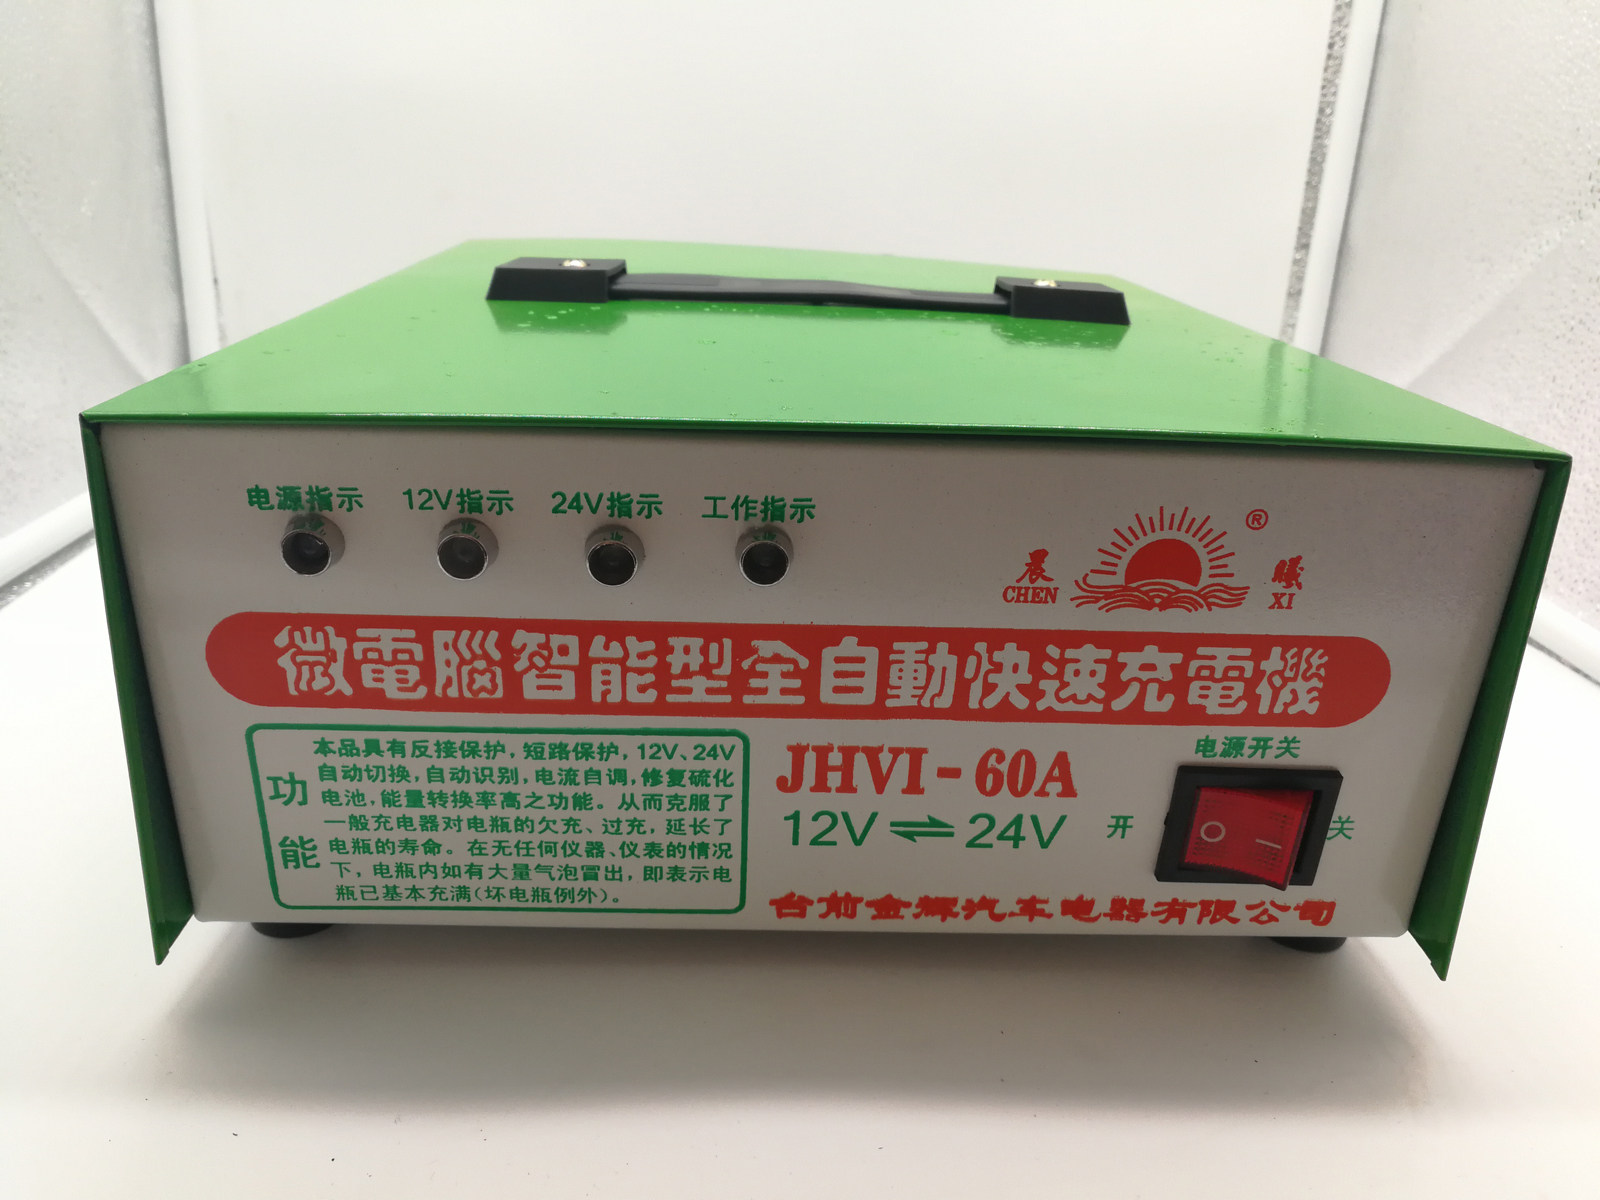 电源指示 12V指示 24V指示 工作指示
®
晨 曦
CHEN XI
微電腦智能型全自動快速充電機
功能
本品具有反接保护，短路保护，12V、24V
自动切换，自动识别，电流自调，修复硫化
电池，能量转换率高之功能。从而克服了
一般充电器对电瓶的欠充、过充，延长了
电瓶的寿命。在无任何仪器、仪表的情况
下，电瓶内如有大量气泡冒出，即表示电
瓶已基本充满（坏电瓶例外）。
JHVI-60A
12V⇌24V
电源开关
开 关
台前金辉汽车电器有限公司